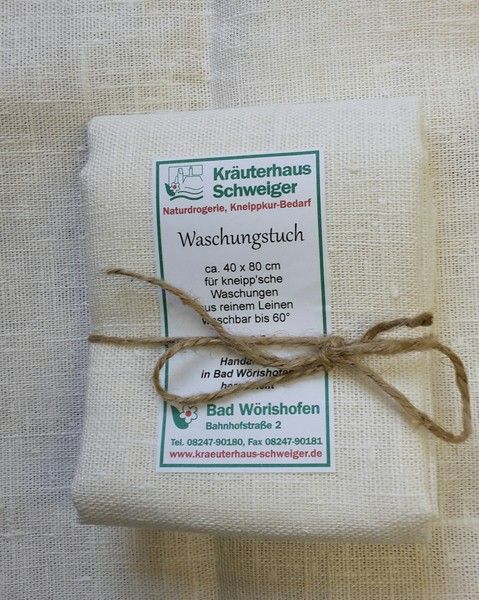 Kräuterhaus
Schweiger
Naturdrogerie, Kneippkur-Bedarf
Waschungstuch
ca. 40 x 80 cm
für kneipp'sche
Waschungen
aus reinem Leinen
waschbar bis 60°
in Bad Wörishofen
Bad Wörishofen
Bahnhofstraße 2
Tel. 08247-90180, Fax 08247-90181
www.kraeuterhaus-schweiger.de